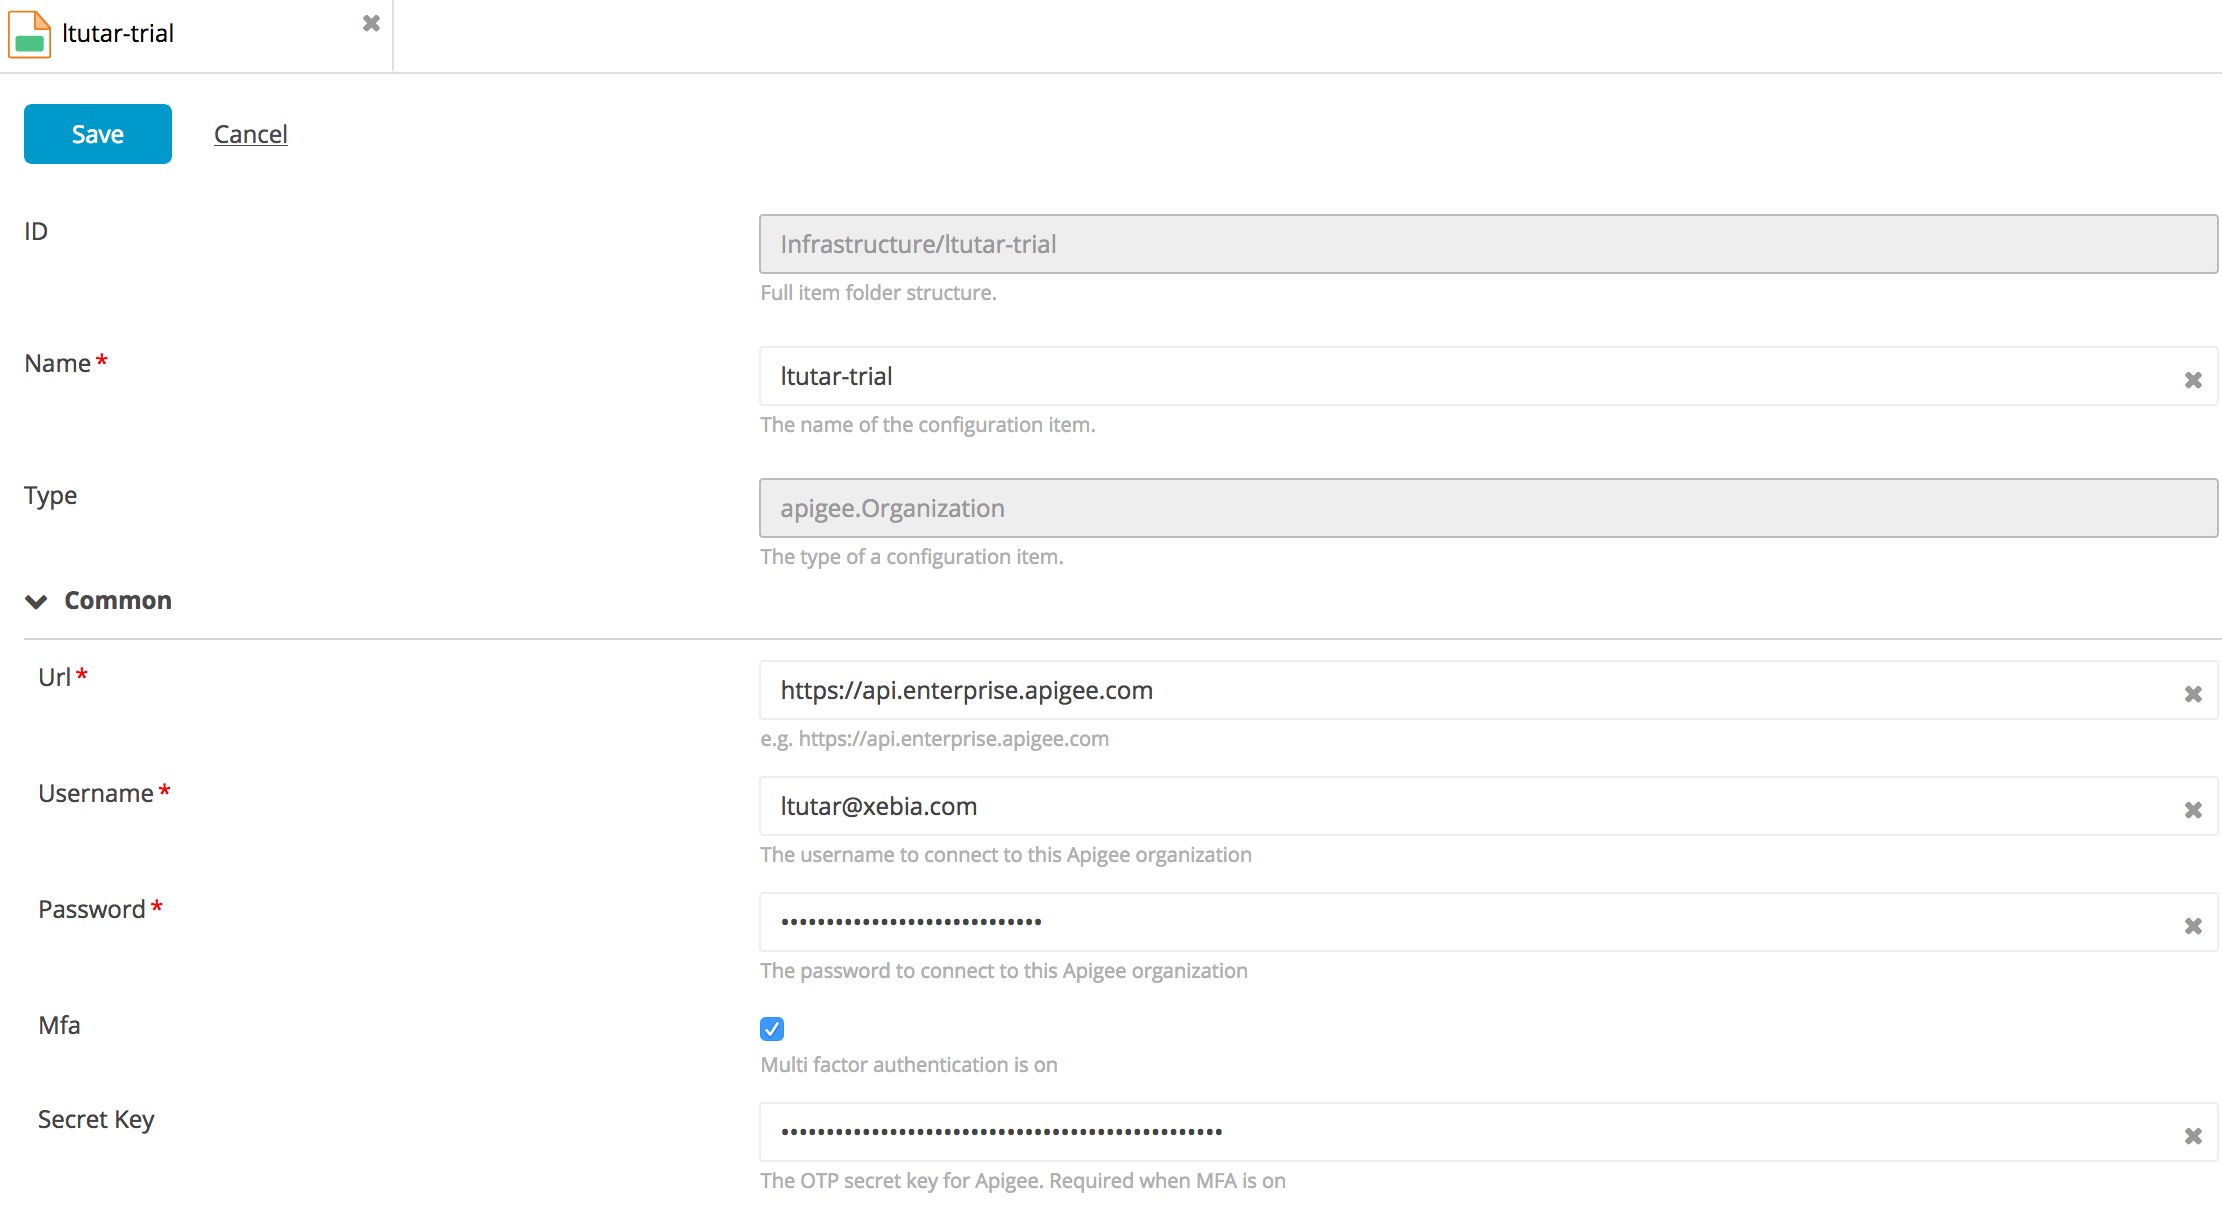 ltutar-trial
Save Cancel
ID
Infrastructure/ltutar-trial
Full item folder structure.
Name*
ltutar-trial
The name of the configuration item.
Type
apigee.Organization
The type of a configuration item.
Common
Url*
https://api.enterprise.apigee.com
e.g. https://api.enterprise.apigee.com
Username*
ltutar@xebia.com
The username to connect to this Apigee organization
Password*
•••••••••••••••••••••••••••••
The password to connect to this Apigee organization
Mfa
Multi factor authentication is on
Secret Key
•••••••••••••••••••••••••••••••••••••••••••••••••
The OTP secret key for Apigee. Required when MFA is on